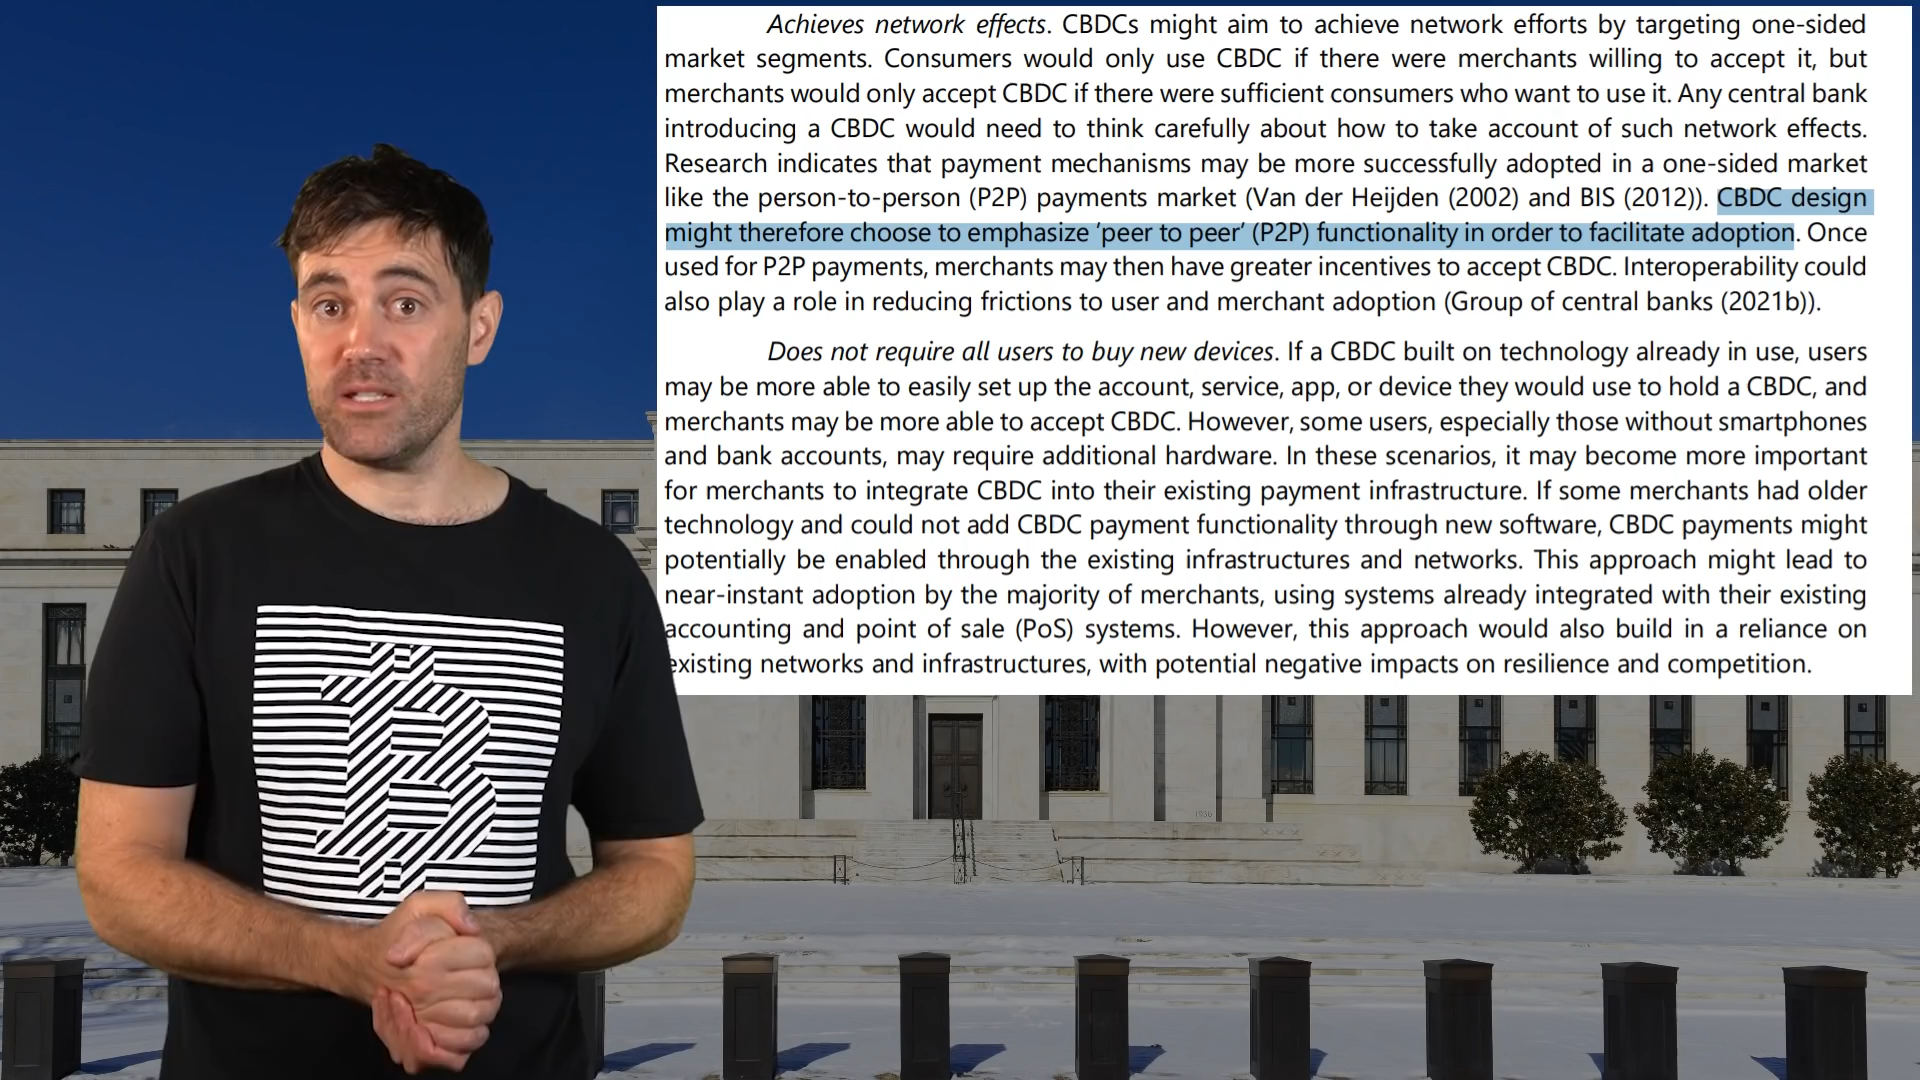 Achieves network effects. CBDCs might aim to achieve network efforts by targeting one-sided
market segments. Consumers would only use CBDC if there were merchants willing to accept it, but
merchants would only accept CBDC if there were sufficient consumers who want to use it. Any central bank
introducing a CBDC would need to think carefully about how to take account of such network effects.
Research indicates that payment mechanisms may be more successfully adopted in a one-sided market
like the person-to-person (P2P) payments market (Van der Heijden (2002) and BIS (2012)). CBDC design
might therefore choose to emphasize ‘peer to peer’ (P2P) functionality in order to facilitate adoption. Once
used for P2P payments, merchants may then have greater incentives to accept CBDC. Interoperability could
also play a role in reducing frictions to user and merchant adoption (Group of central banks (2021b)).
Does not require all users to buy new devices. If a CBDC built on technology already in use, users
may be more able to easily set up the account, service, app, or device they would use to hold a CBDC, and
merchants may be more able to accept CBDC. However, some users, especially those without smartphones
and bank accounts, may require additional hardware. In these scenarios, it may become more important
for merchants to integrate CBDC into their existing payment infrastructure. If some merchants had older
technology and could not add CBDC payment functionality through new software, CBDC payments might
potentially be enabled through the existing infrastructures and networks. This approach might lead to
near-instant adoption by the majority of merchants, using systems already integrated with their existing
accounting and point of sale (PoS) systems. However, this approach would also build in a reliance on
existing networks and infrastructures, with potential negative impacts on resilience and competition.